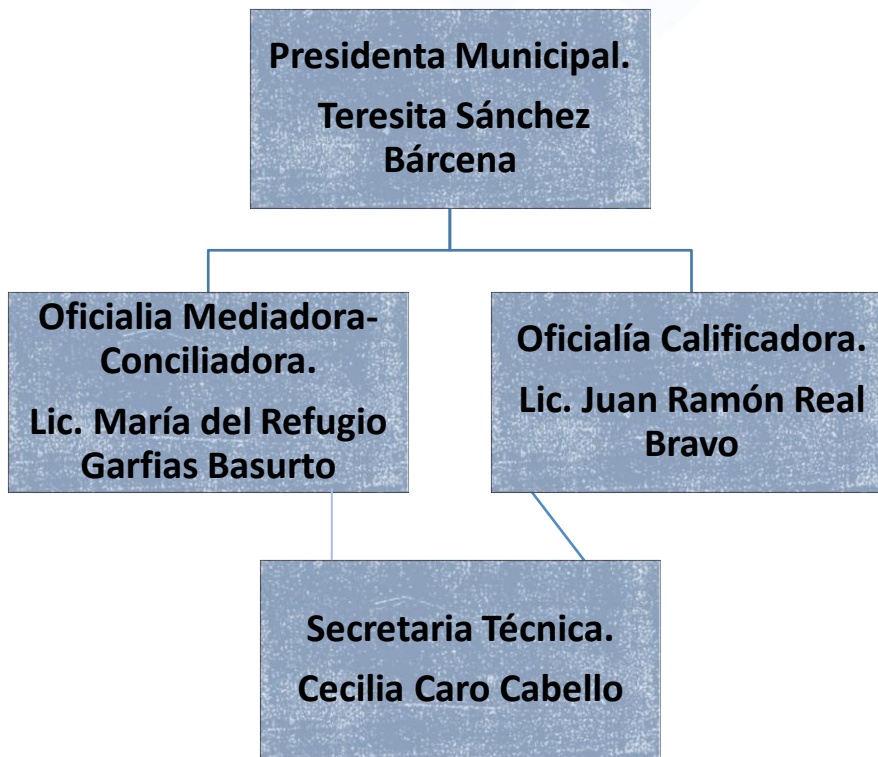 Presidenta Municipal.
Teresita Sánchez
Bárcena
Oficialia Mediadora-
Conciliadora.
Lic. María del Refugio
Garfias Basurto
Oficialía Calificadora.
Lic. Juan Ramón Real
Bravo
Secretaria Técnica.
Cecilia Caro Cabello